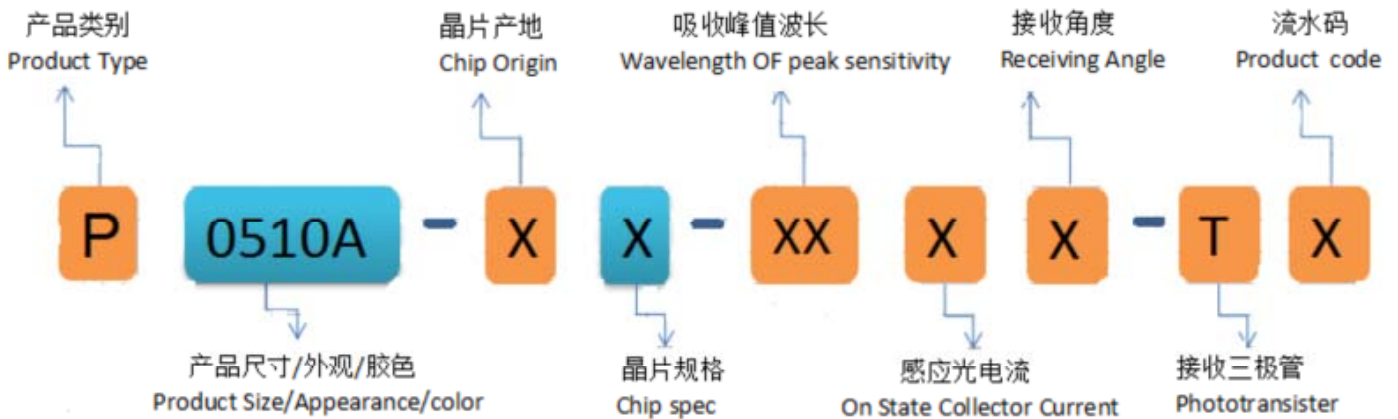 产品类别
Product Type
晶片产地
Chip Origin
吸收峰值波长
Wavelength OF peak sensitivity
接收角度
Receiving Angle
流水码
Product code
P 0510A - X X - XX X X - T X
产品尺寸/外观/胶色
Product Size/Appearance/color
晶片规格
Chip spec
感应光电流
On State Collector Current
接收三极管
Phototransister